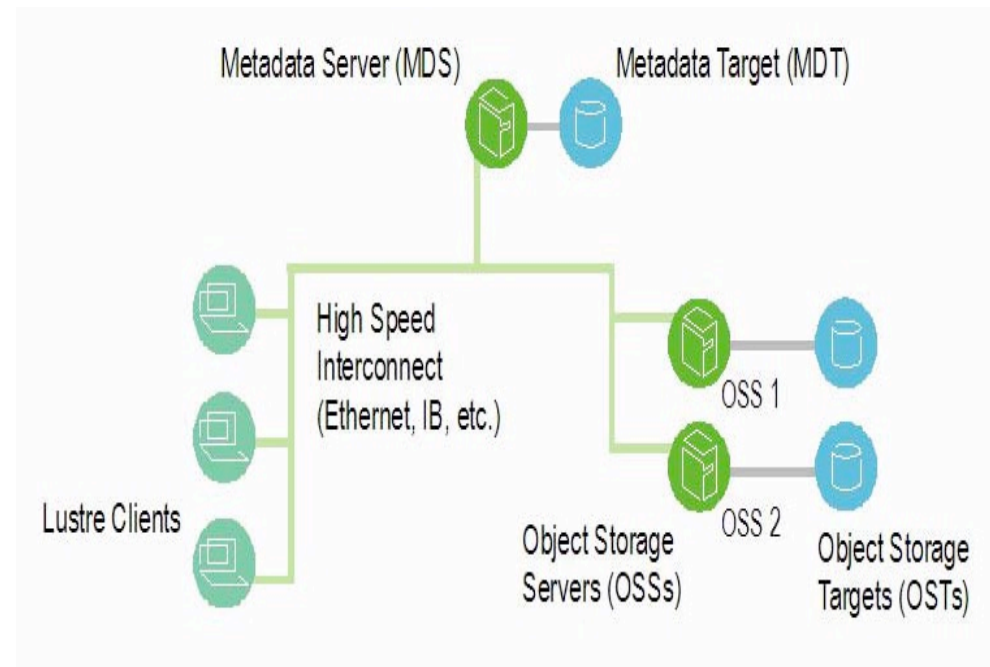 Metadata Server (MDS)
Metadata Target (MDT)
High Speed
Interconnect
(Ethernet, IB, etc.)
OSS 1
Lustre Clients
OSS 2
Object Storage
Servers (OSSs)
Object Storage
Targets (OSTs)